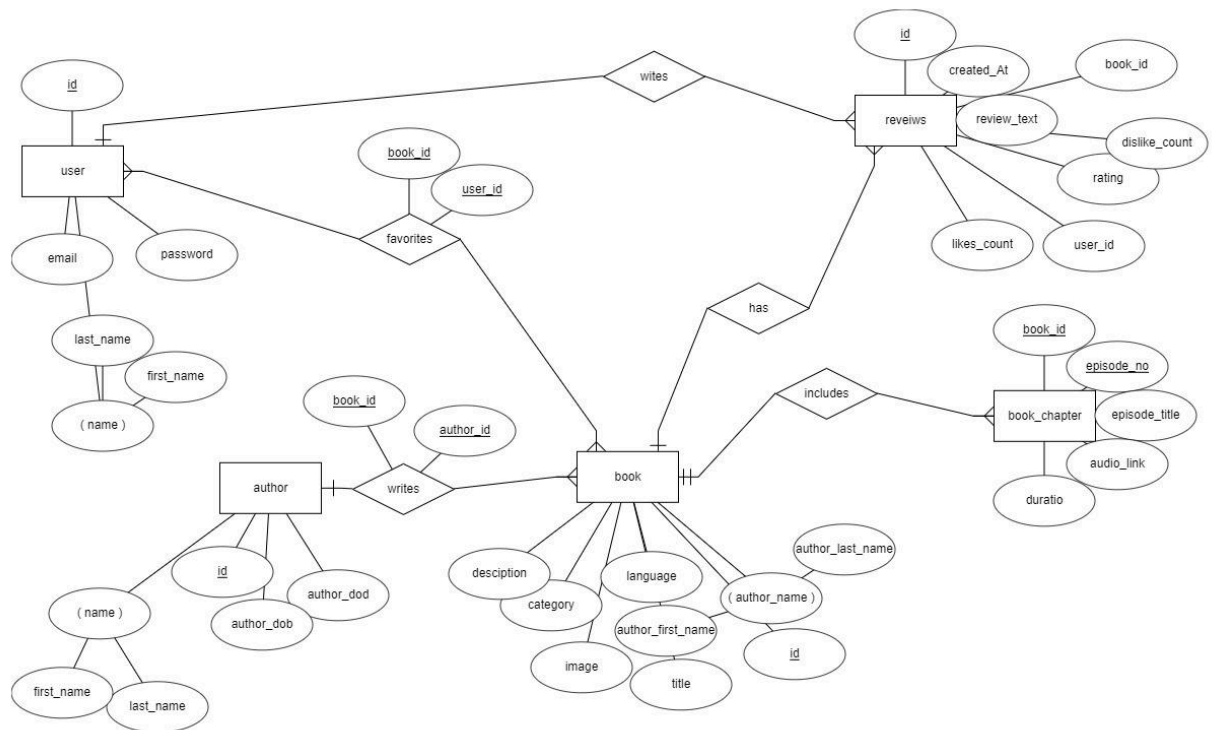 id
created_At
book_id
wites
id
reveiws
review_text
dislike_count
rating
user
book_id
user_id
favorites
email
password
likes_count
user_id
has
last_name
first_name
( name )
book_id
episode_no
includes
book_chapter
episode_title
audio_link
duratio
book_id
author_id
author
writes
book
author_last_name
desciption
language
category
( author_name )
author_first_name
id
image
title
id
author_dod
author_dob
( name )
first_name
last_name